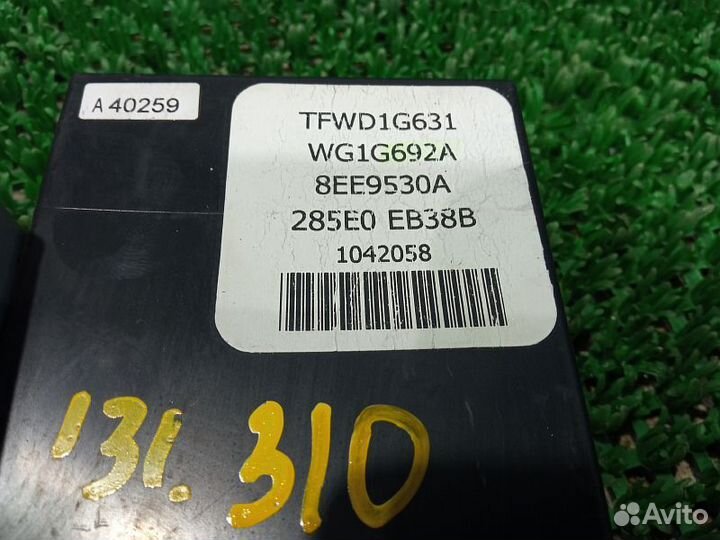 A 40259
TFWD1G631
WG1G692A
8EE9530A
285E0 EB38B
1042058
131.310
Avito